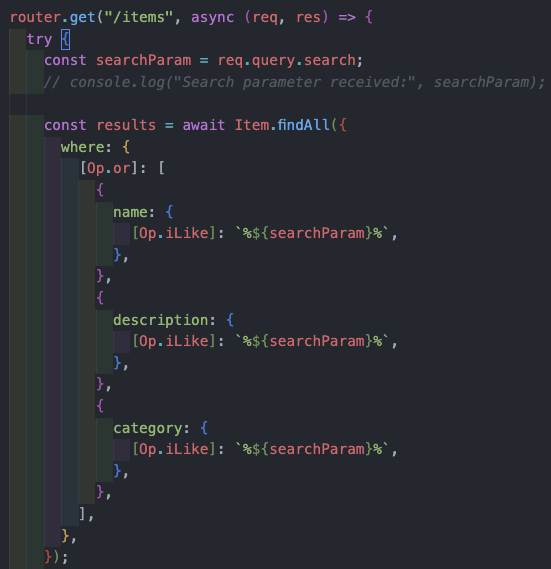 router.get("/items", async (req, res) => {
  try {
    const searchParam = req.query.search;
    // console.log("Search parameter received:", searchParam);

    const results = await Item.findAll({
      where: {
        [Op.or]: [
          {
            name: {
              [Op.iLike]: `%${searchParam}%`,
            },
          },
          {
            description: {
              [Op.iLike]: `%${searchParam}%`,
            },
          },
          {
            category: {
              [Op.iLike]: `%${searchParam}%`,
            },
          },
        ],
      },
    });